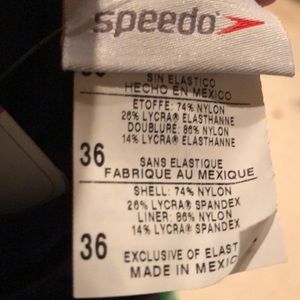 speedo
SIN ELASTICO
HECHO EN MEXICO
ETOFFE: 74% NYLON
26% LYCRA® ELASTHANNE
DOUBLURE: 86% NYLON
14% LYCRA® ELASTHANNE
36
SANS ELASTIQUE
FABRIQUE AU MEXIQUE
SHELL: 74% NYLON
26% LYCRA® SPANDEX
LINER: 86% NYLON
14% LYCRA® SPANDEX
36
EXCLUSIVE OF ELAST
MADE IN MEXIC